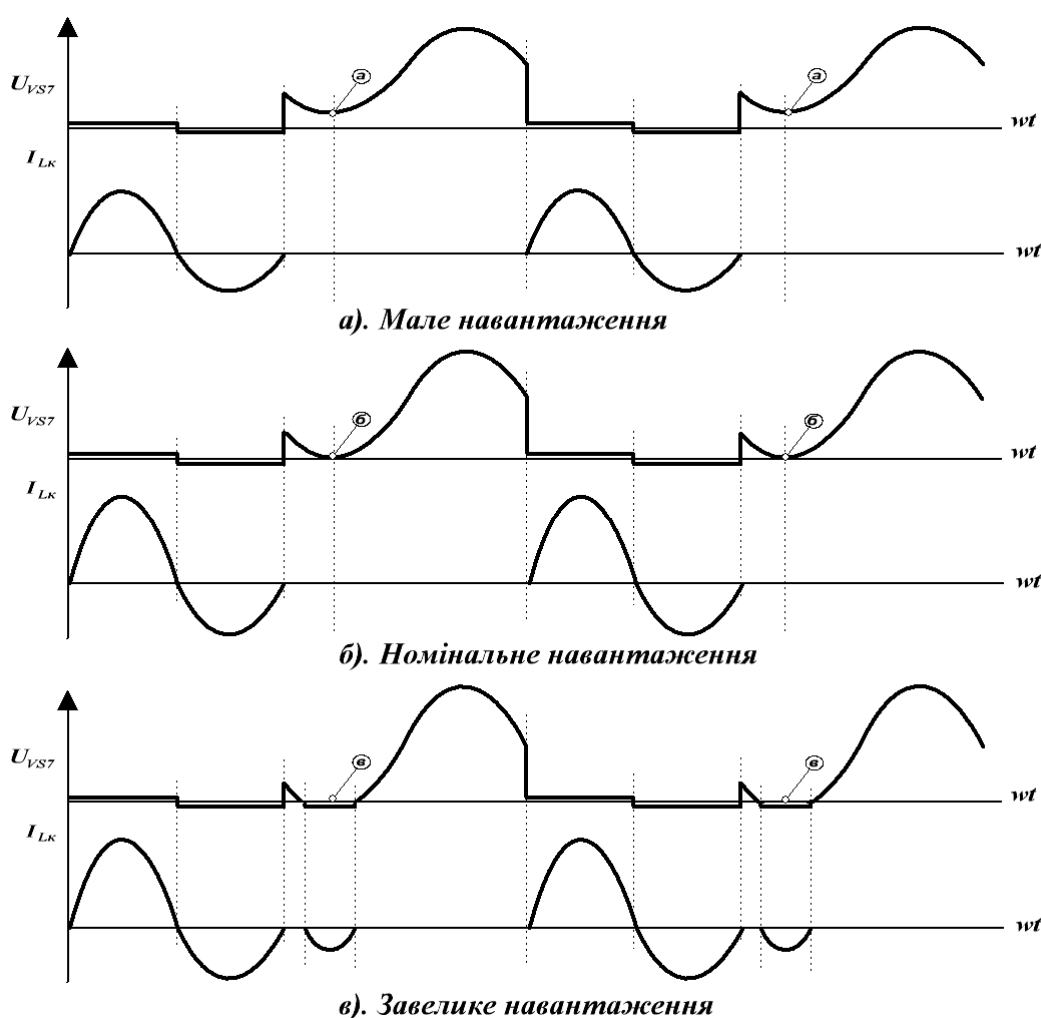 U_VS7
а
а
wt
I_Lк
wt
а). Мале навантаження
U_VS7
б
б
wt
I_Lк
wt
б). Номінальне навантаження
U_VS7
в
в
wt
I_Lк
wt
в). Завелике навантаження